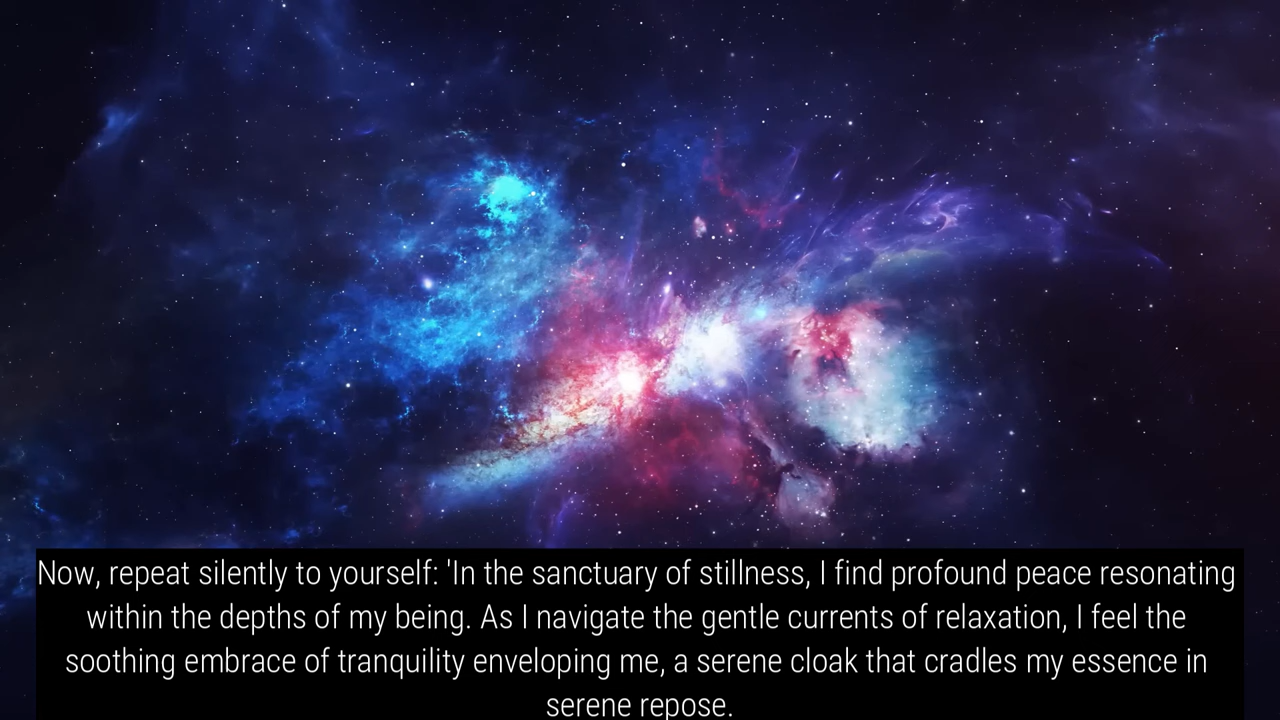 Now, repeat silently to yourself: 'In the sanctuary of stillness, I find profound peace resonating
within the depths of my being. As I navigate the gentle currents of relaxation, I feel the
soothing embrace of tranquility enveloping me, a serene cloak that cradles my essence in
serene repose.